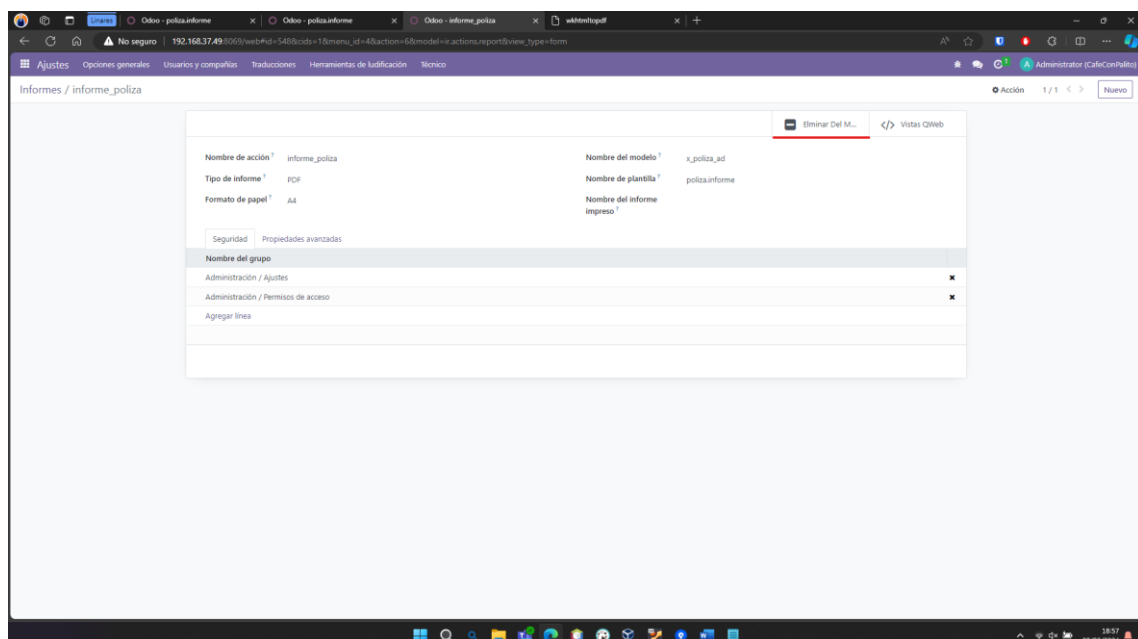 Linares Odoo - poliza.informe Odoo - poliza.informe Odoo - informe_poliza wkhtmltopdf
No seguro 192.168.37.49:8069/web#id=548&cids=1&menu_id=4&action=6&model=ir.actions.report&view_type=form
Ajustes Opciones generales Usuarios y compañías Traducciones Herramientas de ludificación Técnico 1 A Administrator (CafeConPalito)
Informes / informe_poliza Acción 1 / 1 Nuevo
Elminar Del M... </> Vistas QWeb
Nombre de acción ? informe_poliza Nombre del modelo ? x_poliza_ad
Tipo de informe ? PDF Nombre de plantilla ? poliza.informe
Formato de papel ? A4 Nombre del informe
impreso ?
Seguridad Propiedades avanzadas
Nombre del grupo
Administración / Ajustes
Administración / Permisos de acceso
Agregar línea
18:57